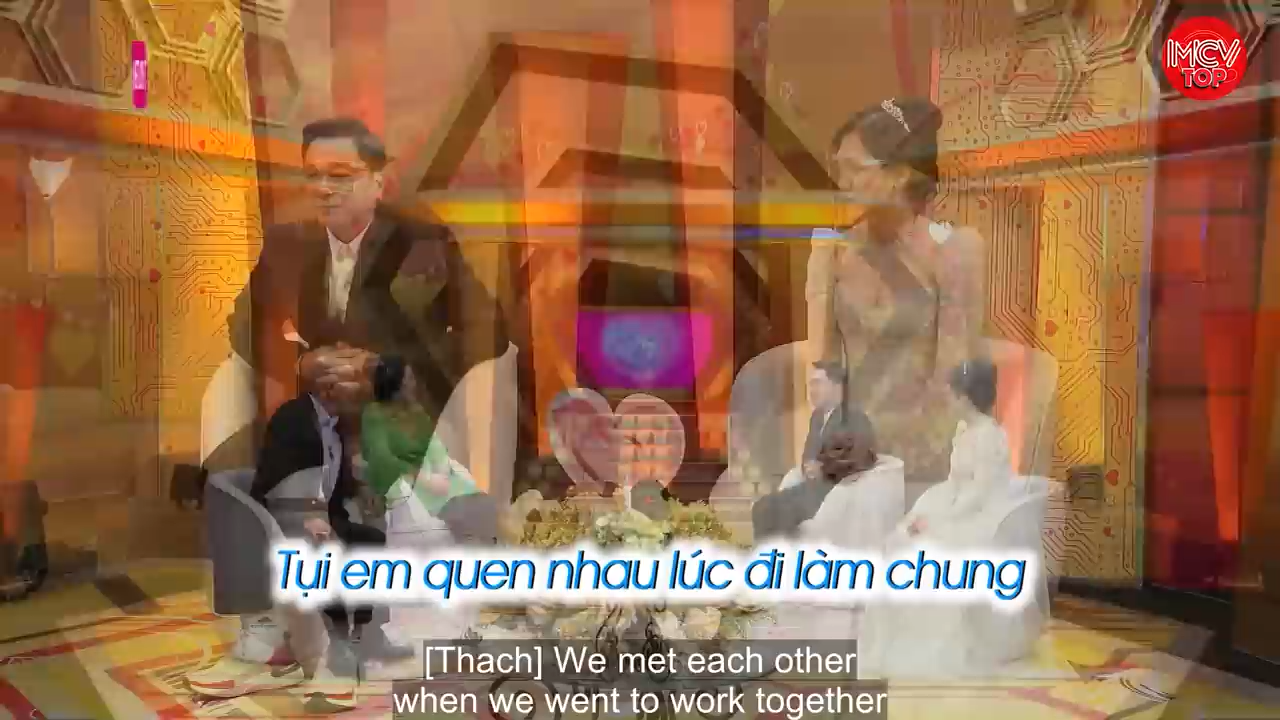 MCV
TOP
Tụi em quen nhau lúc đi làm chung
[Thach] We met each other
when we went to work together